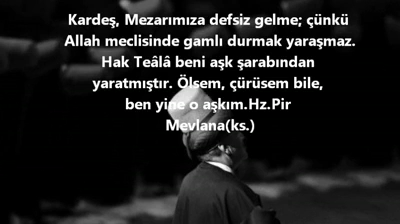 Kardeş, Mezarımıza defsiz gelme; çünkü
Allah meclisinde gamlı durmak yaraşmaz.
Hak Teâlâ beni aşk şarabından
yaratmıştır. Ölsem, çürüsem bile,
ben yine o aşkım.Hz.Pir
Mevlana(ks.)